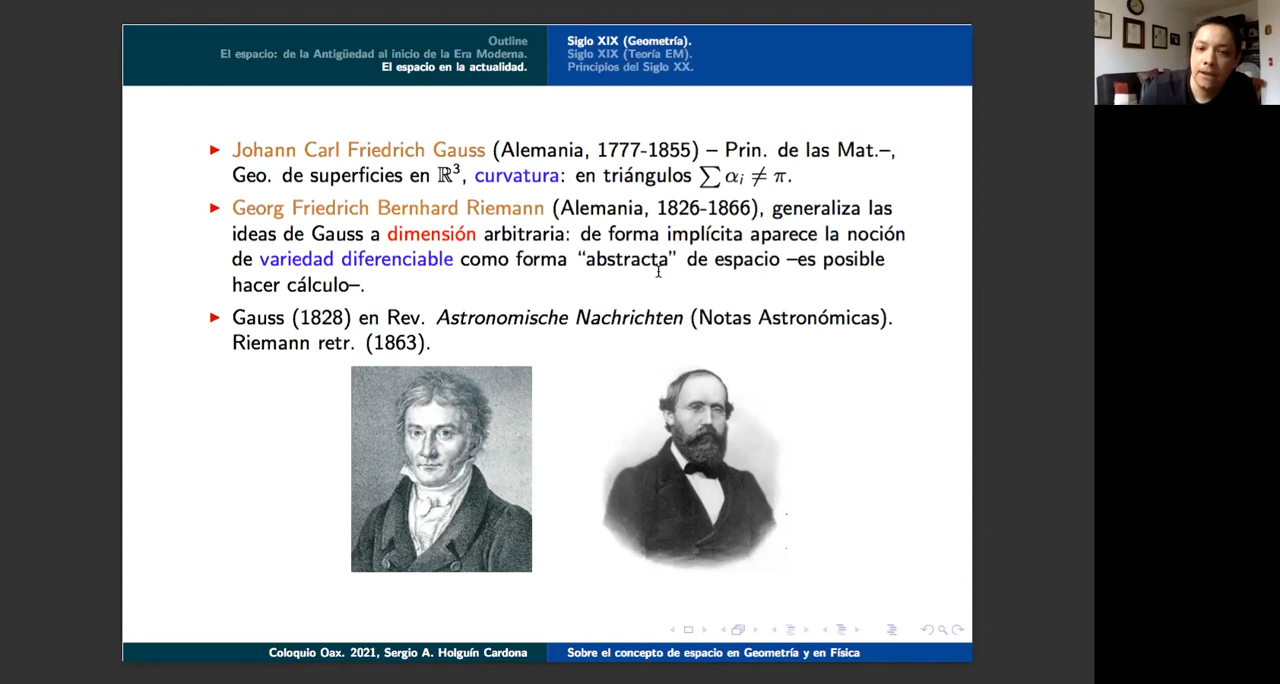 Outline
El espacio: de la Antigüedad al inicio de la Era Moderna.
El espacio en la actualidad.
Siglo XIX (Geometría).
Siglo XIX (Teoría EM).
Principios del Siglo XX.
Johann Carl Friedrich Gauss (Alemania, 1777-1855) – Prin. de las Mat.–,
Geo. de superficies en ℝ³, curvatura: en triángulos ∑ αᵢ ≠ π.
Georg Friedrich Bernhard Riemann (Alemania, 1826-1866), generaliza las
ideas de Gauss a dimensión arbitraria: de forma implícita aparece la noción
de variedad diferenciable como forma “abstracta” de espacio –es posible
hacer cálculo–.
Gauss (1828) en Rev. Astronomische Nachrichten (Notas Astronómicas).
Riemann retr. (1863).
Coloquio Oax. 2021, Sergio A. Holguín Cardona
Sobre el concepto de espacio en Geometría y en Física